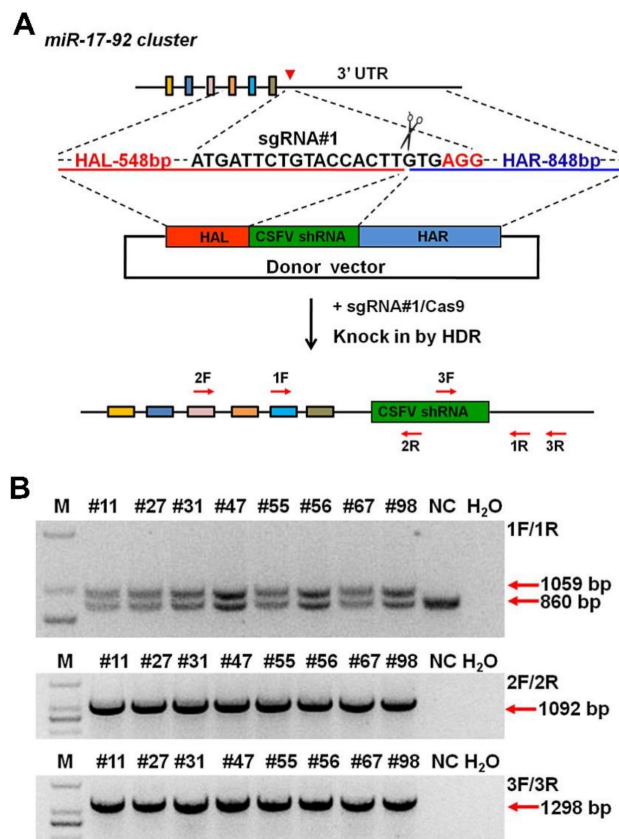 A
miR-17-92 cluster
3' UTR
sgRNA#1
HAL-548bp ATGATTCTGTACCACTTGTGAGG HAR-848bp
HAL CSFV shRNA HAR
Donor vector
+ sgRNA#1/Cas9
Knock in by HDR
2F 1F 3F
CSFV shRNA
2R 1R 3R
B
M #11 #27 #31 #47 #55 #56 #67 #98 NC H₂O
1F/1R
1059 bp
860 bp
M #11 #27 #31 #47 #55 #56 #67 #98 NC H₂O
2F/2R
1092 bp
M #11 #27 #31 #47 #55 #56 #67 #98 NC H₂O
3F/3R
1298 bp